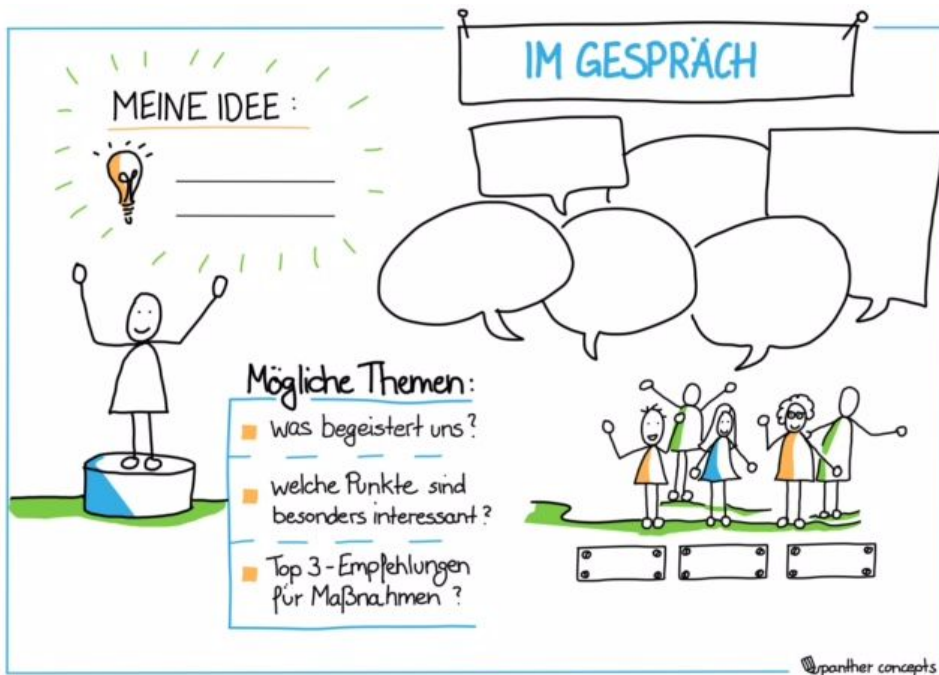 IM GESPRÄCH
MEINE IDEE:
Mögliche Themen:
was begeistert uns?
welche Punkte sind
besonders interessant?
Top 3-Empfehlungen
für Maßnahmen?
panther concepts